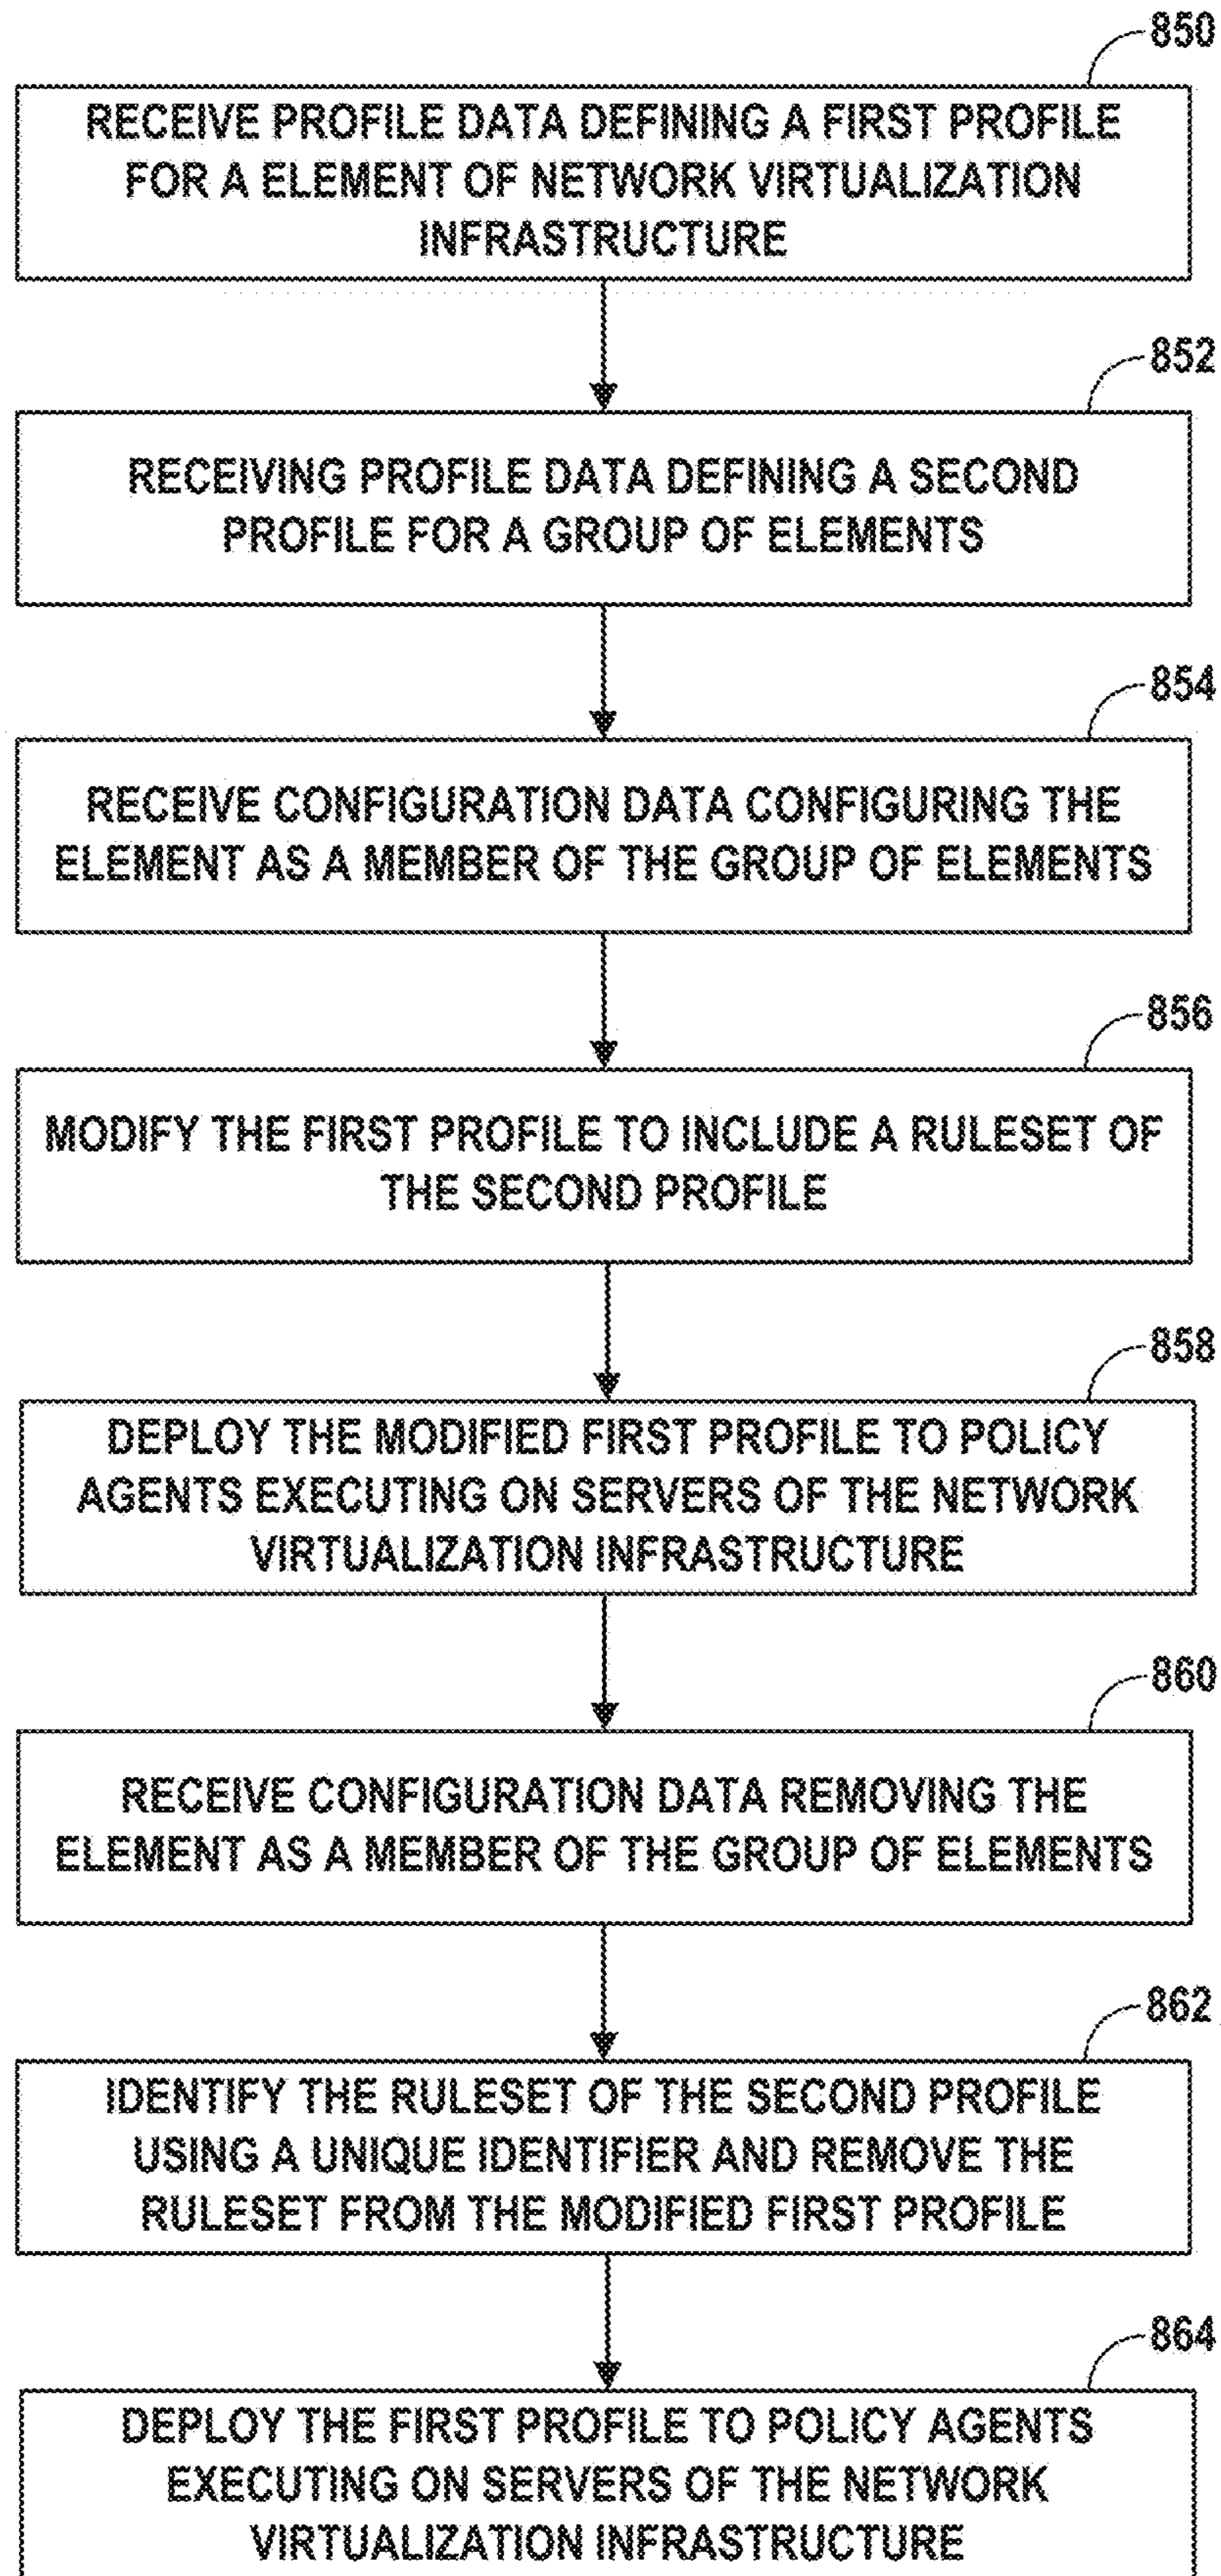 850
RECEIVE PROFILE DATA DEFINING A FIRST PROFILE
FOR A ELEMENT OF NETWORK VIRTUALIZATION
INFRASTRUCTURE
852
RECEIVING PROFILE DATA DEFINING A SECOND
PROFILE FOR A GROUP OF ELEMENTS
854
RECEIVE CONFIGURATION DATA CONFIGURING THE
ELEMENT AS A MEMBER OF THE GROUP OF ELEMENTS
856
MODIFY THE FIRST PROFILE TO INCLUDE A RULESET OF
THE SECOND PROFILE
858
DEPLOY THE MODIFIED FIRST PROFILE TO POLICY
AGENTS EXECUTING ON SERVERS OF THE NETWORK
VIRTUALIZATION INFRASTRUCTURE
860
RECEIVE CONFIGURATION DATA REMOVING THE
ELEMENT AS A MEMBER OF THE GROUP OF ELEMENTS
862
IDENTIFY THE RULESET OF THE SECOND PROFILE
USING A UNIQUE IDENTIFIER AND REMOVE THE
RULESET FROM THE MODIFIED FIRST PROFILE
864
DEPLOY THE FIRST PROFILE TO POLICY AGENTS
EXECUTING ON SERVERS OF THE NETWORK
VIRTUALIZATION INFRASTRUCTURE